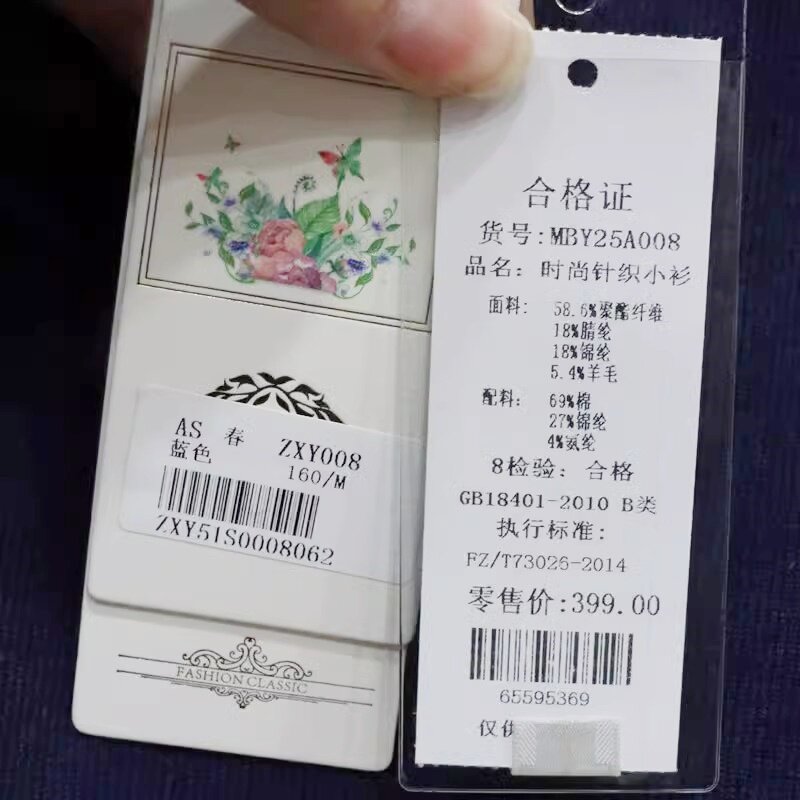 AS 春 ZXY008
蓝色 160/M
ZXY51S0008062
FASHION CLASSIC
合格证
货号:MBY25A008
品名: 时尚针织小衫
面料: 58.6%聚酯纤维
18%腈纶
18%锦纶
5.4%羊毛
配料: 69%棉
27%锦纶
4%氨纶
8检验: 合格
GB18401-2010 B类
执行标准:
FZ/T73026-2014
零售价:399.00
65595369
仅供